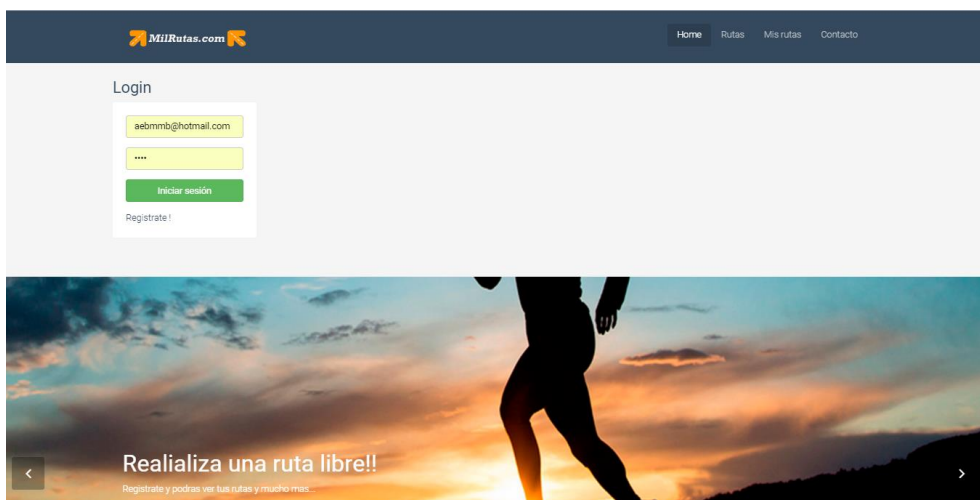 MilRutas.com
Home Rutas Mis rutas Contacto
Login
aebmmb@hotmail.com
••••
Iniciar sesión
Registrate !
Realializa una ruta libre!!
Registrate y podras ver tus rutas y mucho mas...